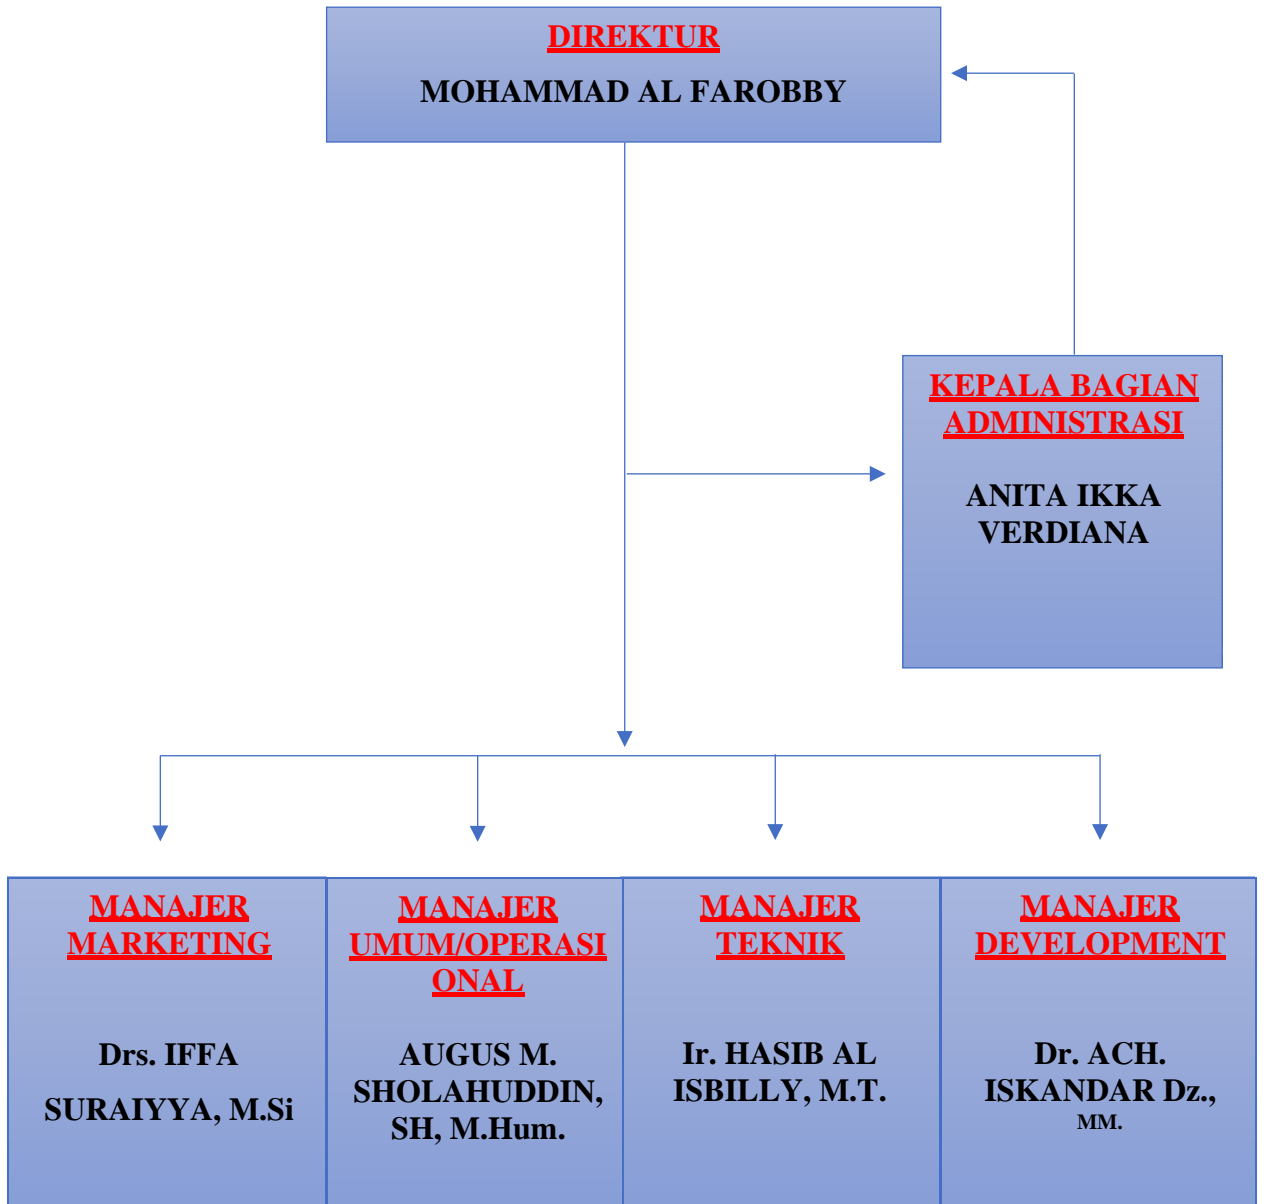 DIREKTUR
MOHAMMAD AL FAROBBY
KEPALA BAGIAN
ADMINISTRASI
ANITA IKKA
VERDIANA
MANAJER
MARKETING
Drs. IFFA
SURAIYYA, M.Si
MANAJER
UMUM/OPERASI
ONAL
AUGUS M.
SHOLAHUDDIN,
SH, M.Hum.
MANAJER
TEKNIK
Ir. HASIB AL
ISBILLY, M.T.
MANAJER
DEVELOPMENT
Dr. ACH.
ISKANDAR Dz.,
MM.